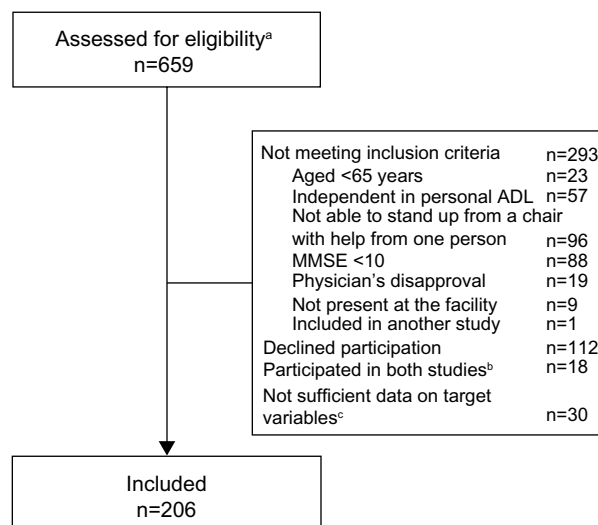 Assessed for eligibilityᵃ
n=659
Not meeting inclusion criteria n=293
Aged <65 years n=23
Independent in personal ADL n=57
Not able to stand up from a chair
with help from one person n=96
MMSE <10 n=88
Physician's disapproval n=19
Not present at the facility n=9
Included in another study n=1
Declined participation n=112
Participated in both studiesᵇ n=18
Not sufficient data on target
variablesᶜ n=30
Included
n=206